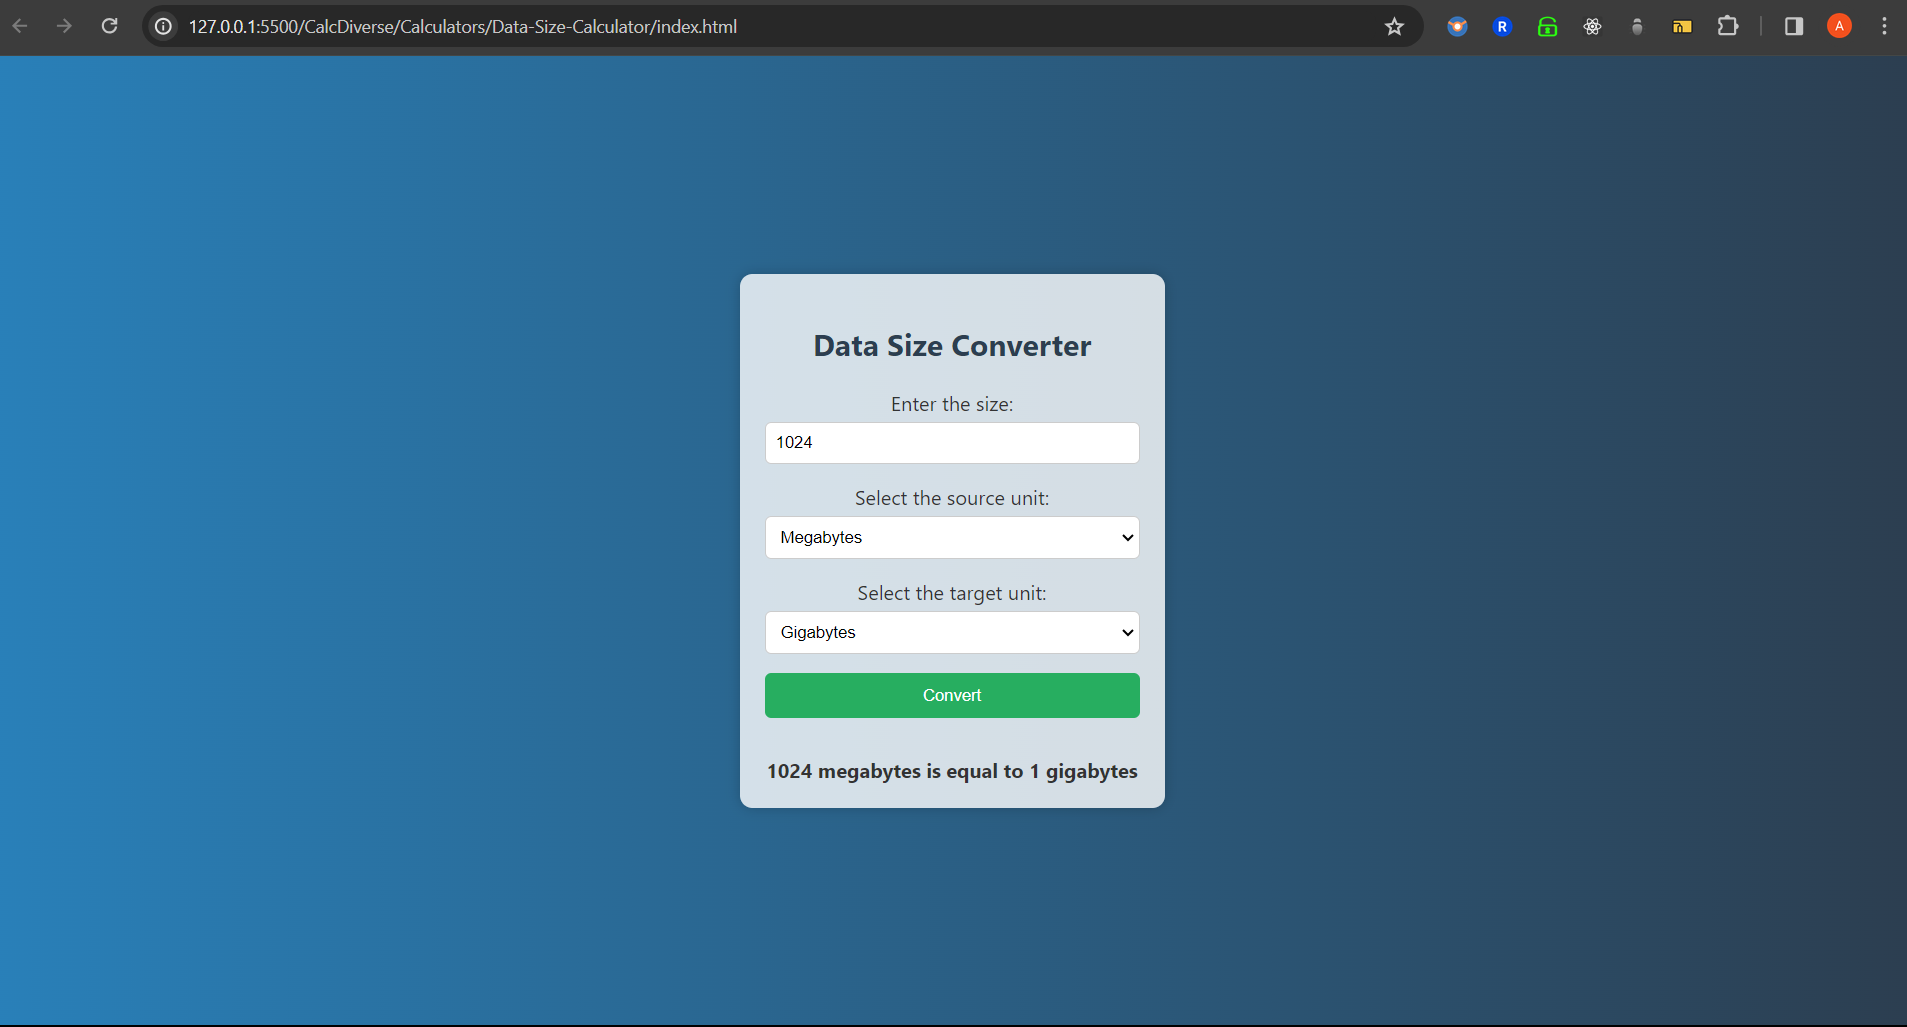 127.0.0.1:5500/CalcDiverse/Calculators/Data-Size-Calculator/index.html
R
A
Data Size Converter
Enter the size:
1024
Select the source unit:
Megabytes
Select the target unit:
Gigabytes
Convert
1024 megabytes is equal to 1 gigabytes